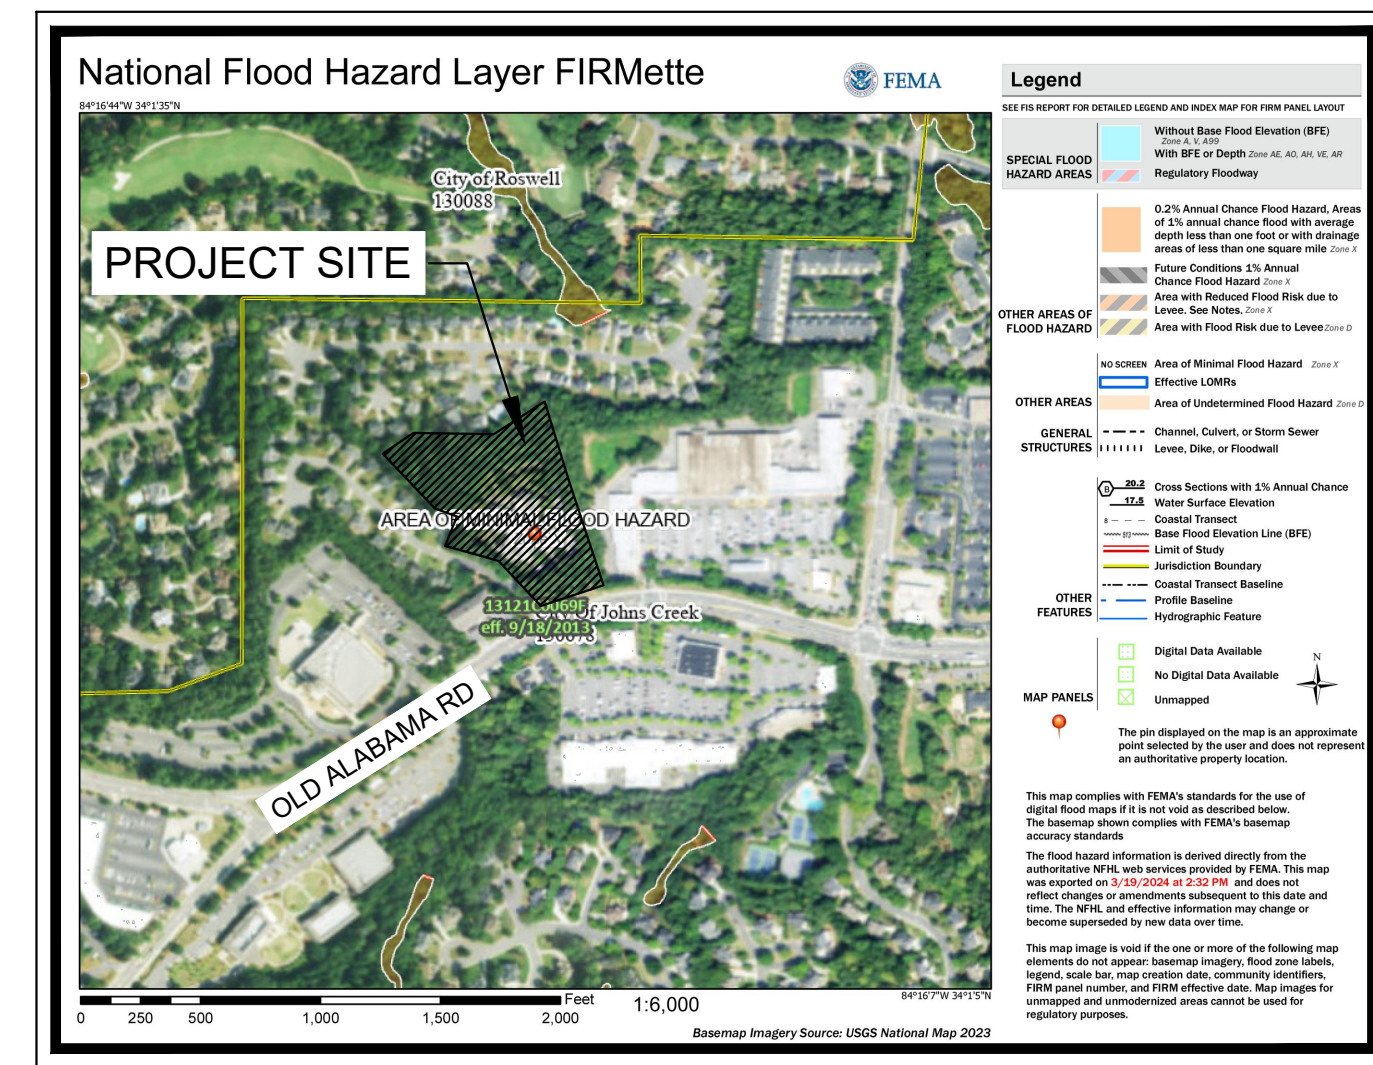 National Flood Hazard Layer FIRMette
FEMA
84°16'44"W 34°1'35"N
City of Roswell
130088
PROJECT SITE
AREA OF MINIMAL FLOOD HAZARD
13121C0069F
eff. 9/18/2013
City Of Johns Creek
OLD ALABAMA RD
84°16'7"W 34°1'5"N
0 250 500 1,000 1,500 2,000
Feet
1:6,000
Basemap Imagery Source: USGS National Map 2023
Legend
SEE FIS REPORT FOR DETAILED LEGEND AND INDEX MAP FOR FIRM PANEL LAYOUT
SPECIAL FLOOD
HAZARD AREAS
Without Base Flood Elevation (BFE)
Zone A, V, A99
With BFE or Depth Zone AE, AO, AH, VE, AR
Regulatory Floodway
OTHER AREAS OF
FLOOD HAZARD
0.2% Annual Chance Flood Hazard, Areas
of 1% annual chance flood with average
depth less than one foot or with drainage
areas of less than one square mile Zone X
Future Conditions 1% Annual
Chance Flood Hazard Zone X
Area with Reduced Flood Risk due to
Levee. See Notes. Zone X
Area with Flood Risk due to Levee Zone D
OTHER AREAS
NO SCREEN Area of Minimal Flood Hazard Zone X
Effective LOMRs
Area of Undetermined Flood Hazard Zone D
GENERAL
STRUCTURES
Channel, Culvert, or Storm Sewer
Levee, Dike, or Floodwall
OTHER
FEATURES
B 20.2 Cross Sections with 1% Annual Chance
17.5 Water Surface Elevation
8 Coastal Transect
513 Base Flood Elevation Line (BFE)
Limit of Study
Jurisdiction Boundary
Coastal Transect Baseline
Profile Baseline
Hydrographic Feature
MAP PANELS
Digital Data Available
No Digital Data Available
Unmapped
N
The pin displayed on the map is an approximate
point selected by the user and does not represent
an authoritative property location.
This map complies with FEMA's standards for the use of
digital flood maps if it is not void as described below.
The basemap shown complies with FEMA's basemap
accuracy standards
The flood hazard information is derived directly from the
authoritative NFHL web services provided by FEMA. This map
was exported on 3/19/2024 at 2:32 PM and does not
reflect changes or amendments subsequent to this date and
time. The NFHL and effective information may change or
become superseded by new data over time.
This map image is void if the one or more of the following map
elements do not appear: basemap imagery, flood zone labels,
legend, scale bar, map creation date, community identifiers,
FIRM panel number, and FIRM effective date. Map images for
unmapped and unmodernized areas cannot be used for
regulatory purposes.